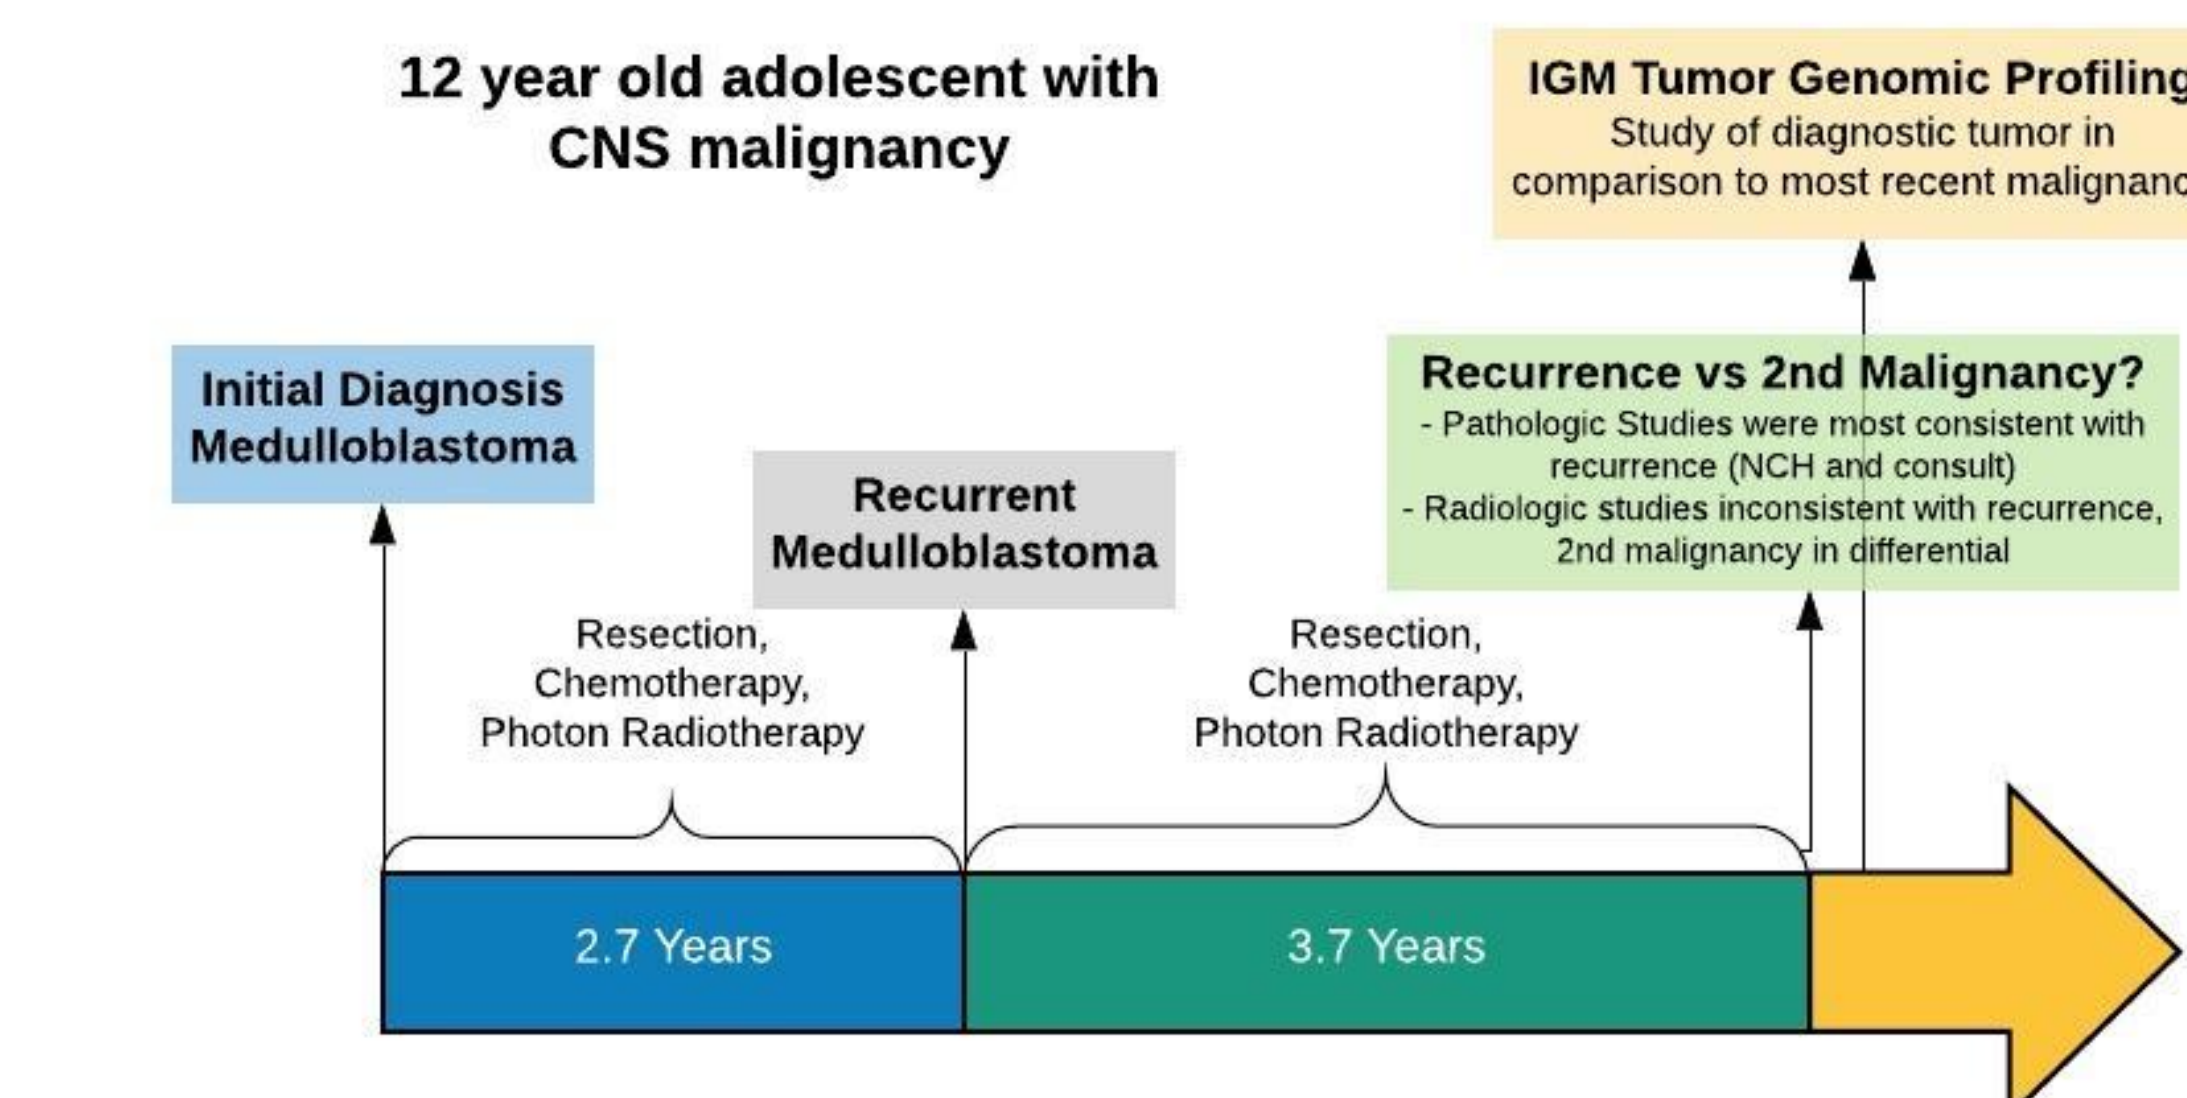 12 year old adolescent with
CNS malignancy
IGM Tumor Genomic Profiling
Study of diagnostic tumor in
comparison to most recent malignanc
Initial Diagnosis
Medulloblastoma
Recurrent
Medulloblastoma
Recurrence vs 2nd Malignancy?
- Pathologic Studies were most consistent with
recurrence (NCH and consult)
- Radiologic studies inconsistent with recurrence,
2nd malignancy in differential
Resection,
Chemotherapy,
Photon Radiotherapy
Resection,
Chemotherapy,
Photon Radiotherapy
2.7 Years
3.7 Years